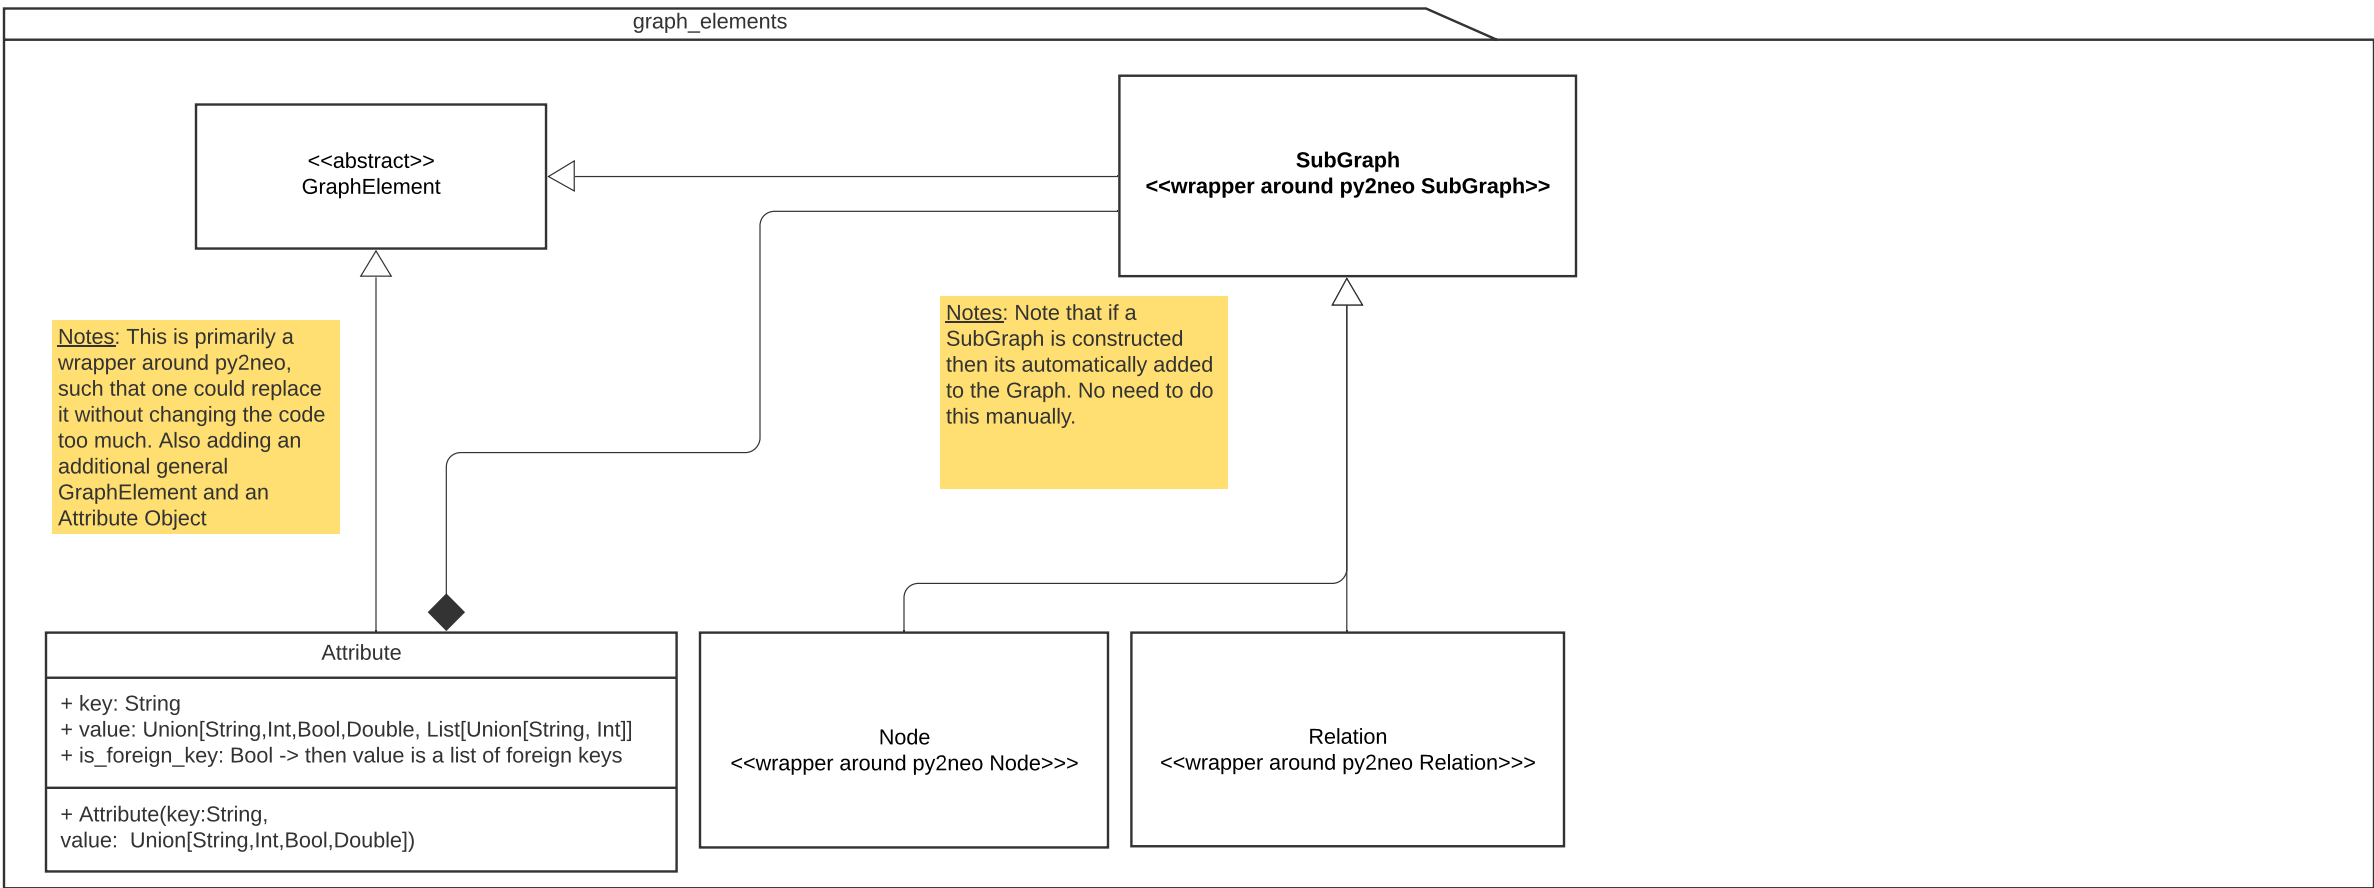 graph_elements
<<abstract>>
GraphElement
SubGraph
<<wrapper around py2neo SubGraph>>
Notes: This is primarily a
wrapper around py2neo,
such that one could replace
it without changing the code
too much. Also adding an
additional general
GraphElement and an
Attribute Object
Notes: Note that if a
SubGraph is constructed
then its automatically added
to the Graph. No need to do
this manually.
Attribute
+ key: String
+ value: Union[String,Int,Bool,Double, List[Union[String, Int]]
+ is_foreign_key: Bool -> then value is a list of foreign keys
+ Attribute(key:String,
value:  Union[String,Int,Bool,Double])
Node
<<wrapper around py2neo Node>>>
Relation
<<wrapper around py2neo Relation>>>